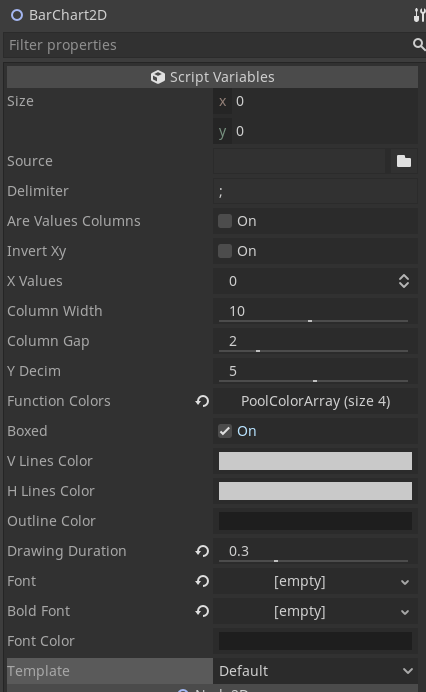 BarChart2D
Filter properties
Script Variables
Size x 0
y 0
Source
Delimiter ;
Are Values Columns On
Invert Xy On
X Values 0
Column Width 10
Column Gap 2
Y Decim 5
Function Colors PoolColorArray (size 4)
Boxed On
V Lines Color
H Lines Color
Outline Color
Drawing Duration 0.3
Font [empty]
Bold Font [empty]
Font Color
Template Default